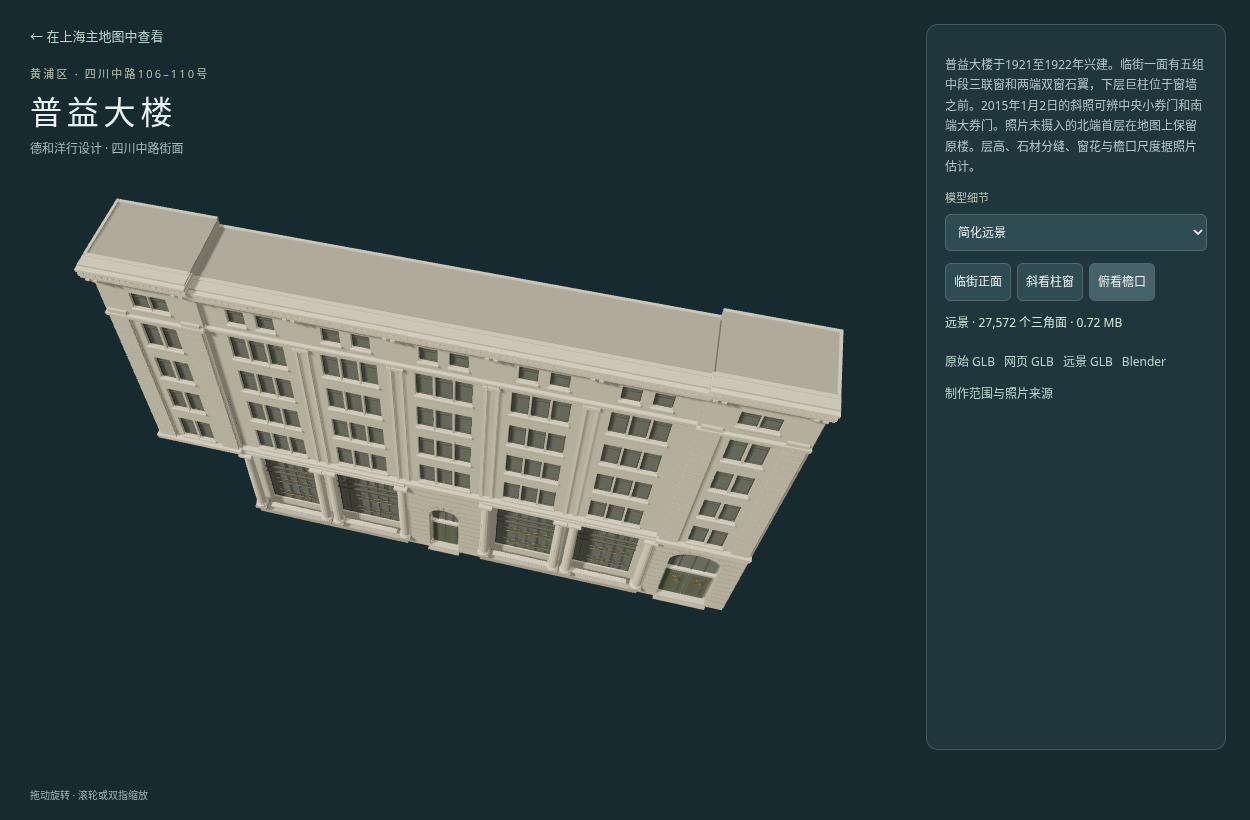 ← 在上海主地图中查看
黄浦区 · 四川中路106–110号
普益大楼
德和洋行设计 · 四川中路街面
普益大楼于1921至1922年兴建。临街一面有五组
中段三联窗和两端双窗石翼，下层巨柱位于窗墙
之前。2015年1月2日的斜照可辨中央小券门和南
端大券门。照片未摄入的北端首层在地图上保留
原楼。层高、石材分缝、窗花与檐口尺度据照片
估计。
模型细节
简化远景
临街正面 斜看柱窗 俯看檐口
远景 · 27,572 个三角面 · 0.72 MB
原始 GLB 网页 GLB 远景 GLB Blender
制作范围与照片来源
拖动旋转 · 滚轮或双指缩放